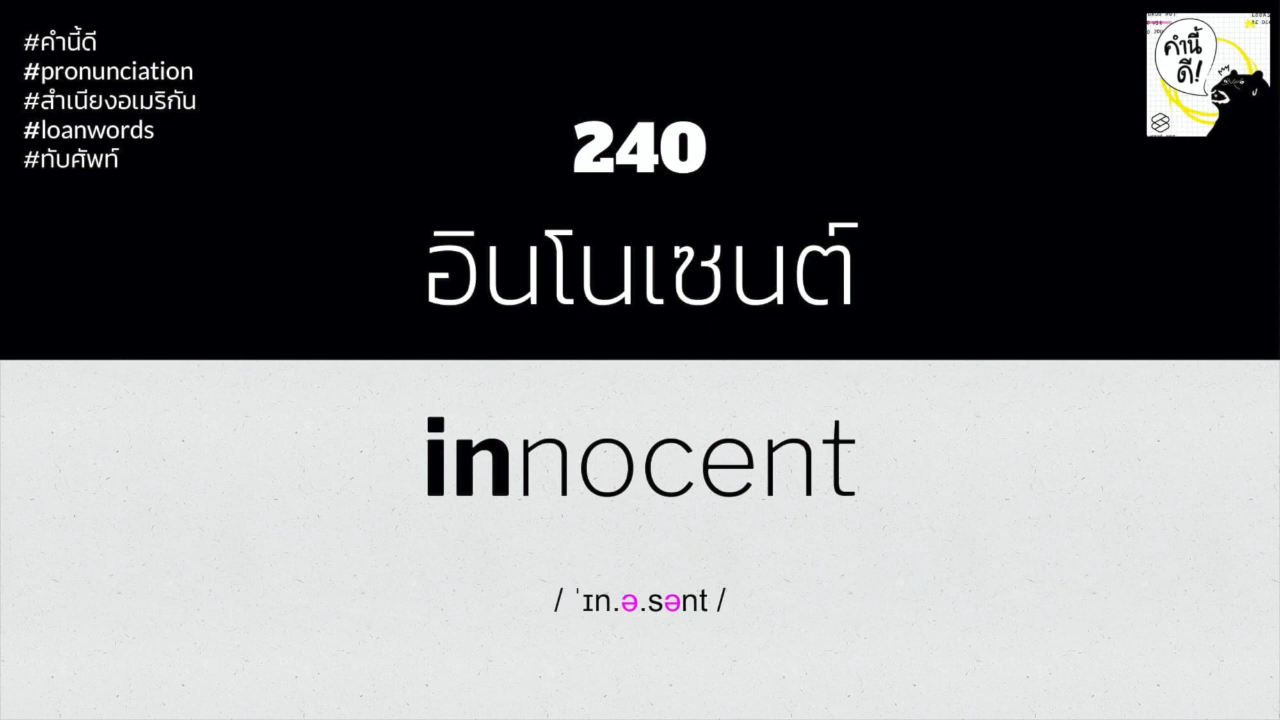 #คำนี้ดี
#pronunciation
#สำเนียงอเมริกัน
#loanwords
#ทับศัพท์
คำนี้
ดี!
240
อินโนเซนต์
innocent
/ ˈɪn.ə.sənt /